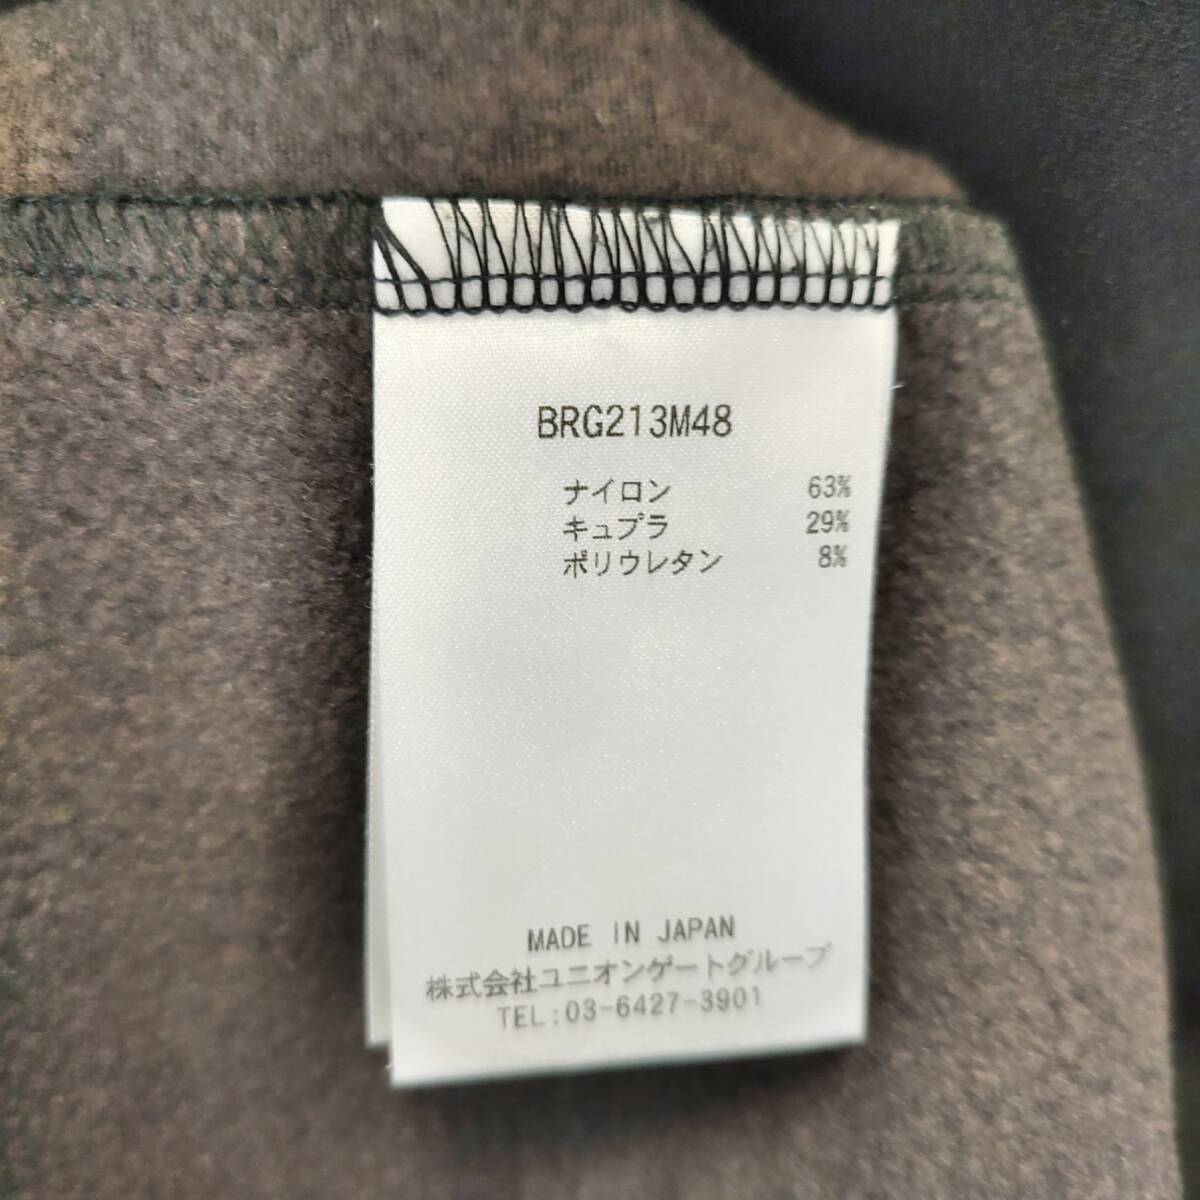 BRG213M48
ナイロン 63%
キュプラ 29%
ポリウレタン 8%
MADE IN JAPAN
株式会社ユニオンゲートグループ
TEL:03-6427-3901